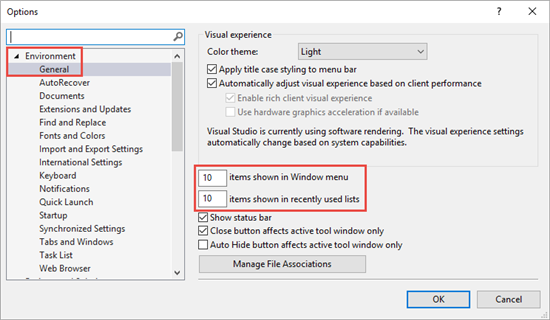 Options
Environment
General
AutoRecover
Documents
Extensions and Updates
Find and Replace
Fonts and Colors
Import and Export Settings
International Settings
Keyboard
Notifications
Quick Launch
Startup
Synchronized Settings
Tabs and Windows
Task List
Web Browser
Visual experience
Color theme: Light
Apply title case styling to menu bar
Automatically adjust visual experience based on client performance
Enable rich client visual experience
Use hardware graphics acceleration if available
Visual Studio is currently using software rendering. The visual experience settings
automatically change based on system capabilities.
10 items shown in Window menu
10 items shown in recently used lists
Show status bar
Close button affects active tool window only
Auto Hide button affects active tool window only
Manage File Associations
OK Cancel